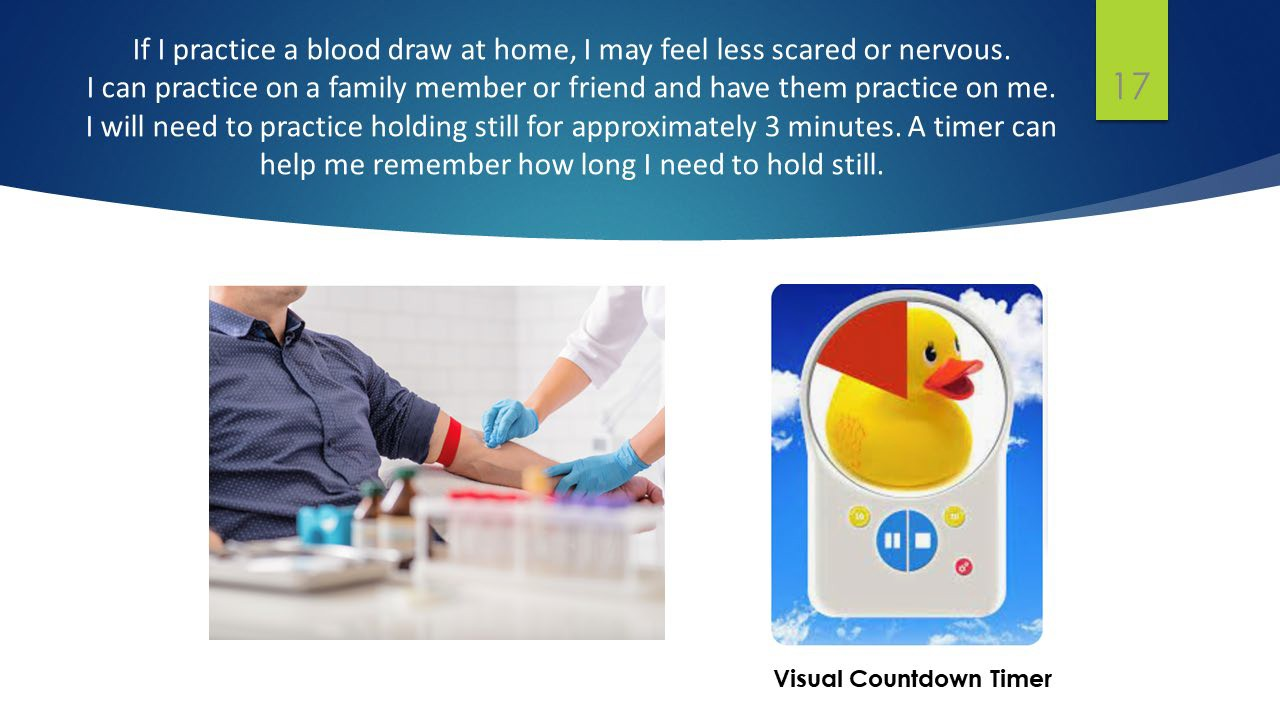 If I practice a blood draw at home, I may feel less scared or nervous.
I can practice on a family member or friend and have them practice on me.
I will need to practice holding still for approximately 3 minutes. A timer can
help me remember how long I need to hold still.
17
Visual Countdown Timer